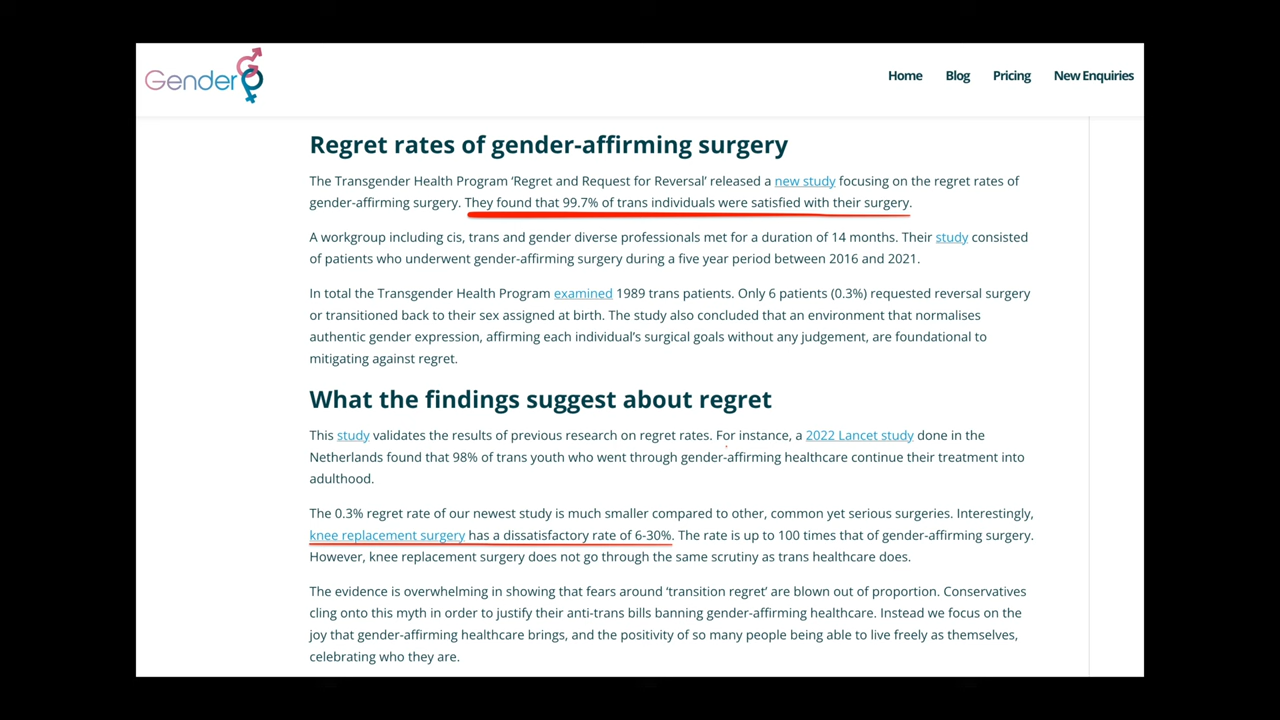 Gender
Home Blog Pricing New Enquiries
Regret rates of gender-affirming surgery
The Transgender Health Program ‘Regret and Request for Reversal’ released a new study focusing on the regret rates of
gender-affirming surgery. They found that 99.7% of trans individuals were satisfied with their surgery.
A workgroup including cis, trans and gender diverse professionals met for a duration of 14 months. Their study consisted
of patients who underwent gender-affirming surgery during a five year period between 2016 and 2021.
In total the Transgender Health Program examined 1989 trans patients. Only 6 patients (0.3%) requested reversal surgery
or transitioned back to their sex assigned at birth. The study also concluded that an environment that normalises
authentic gender expression, affirming each individual’s surgical goals without any judgement, are foundational to
mitigating against regret.
What the findings suggest about regret
This study validates the results of previous research on regret rates. For instance, a 2022 Lancet study done in the
Netherlands found that 98% of trans youth who went through gender-affirming healthcare continue their treatment into
adulthood.
The 0.3% regret rate of our newest study is much smaller compared to other, common yet serious surgeries. Interestingly,
knee replacement surgery has a dissatisfactory rate of 6-30%. The rate is up to 100 times that of gender-affirming surgery.
However, knee replacement surgery does not go through the same scrutiny as trans healthcare does.
The evidence is overwhelming in showing that fears around ‘transition regret’ are blown out of proportion. Conservatives
cling onto this myth in order to justify their anti-trans bills banning gender-affirming healthcare. Instead we focus on the
joy that gender-affirming healthcare brings, and the positivity of so many people being able to live freely as themselves,
celebrating who they are.